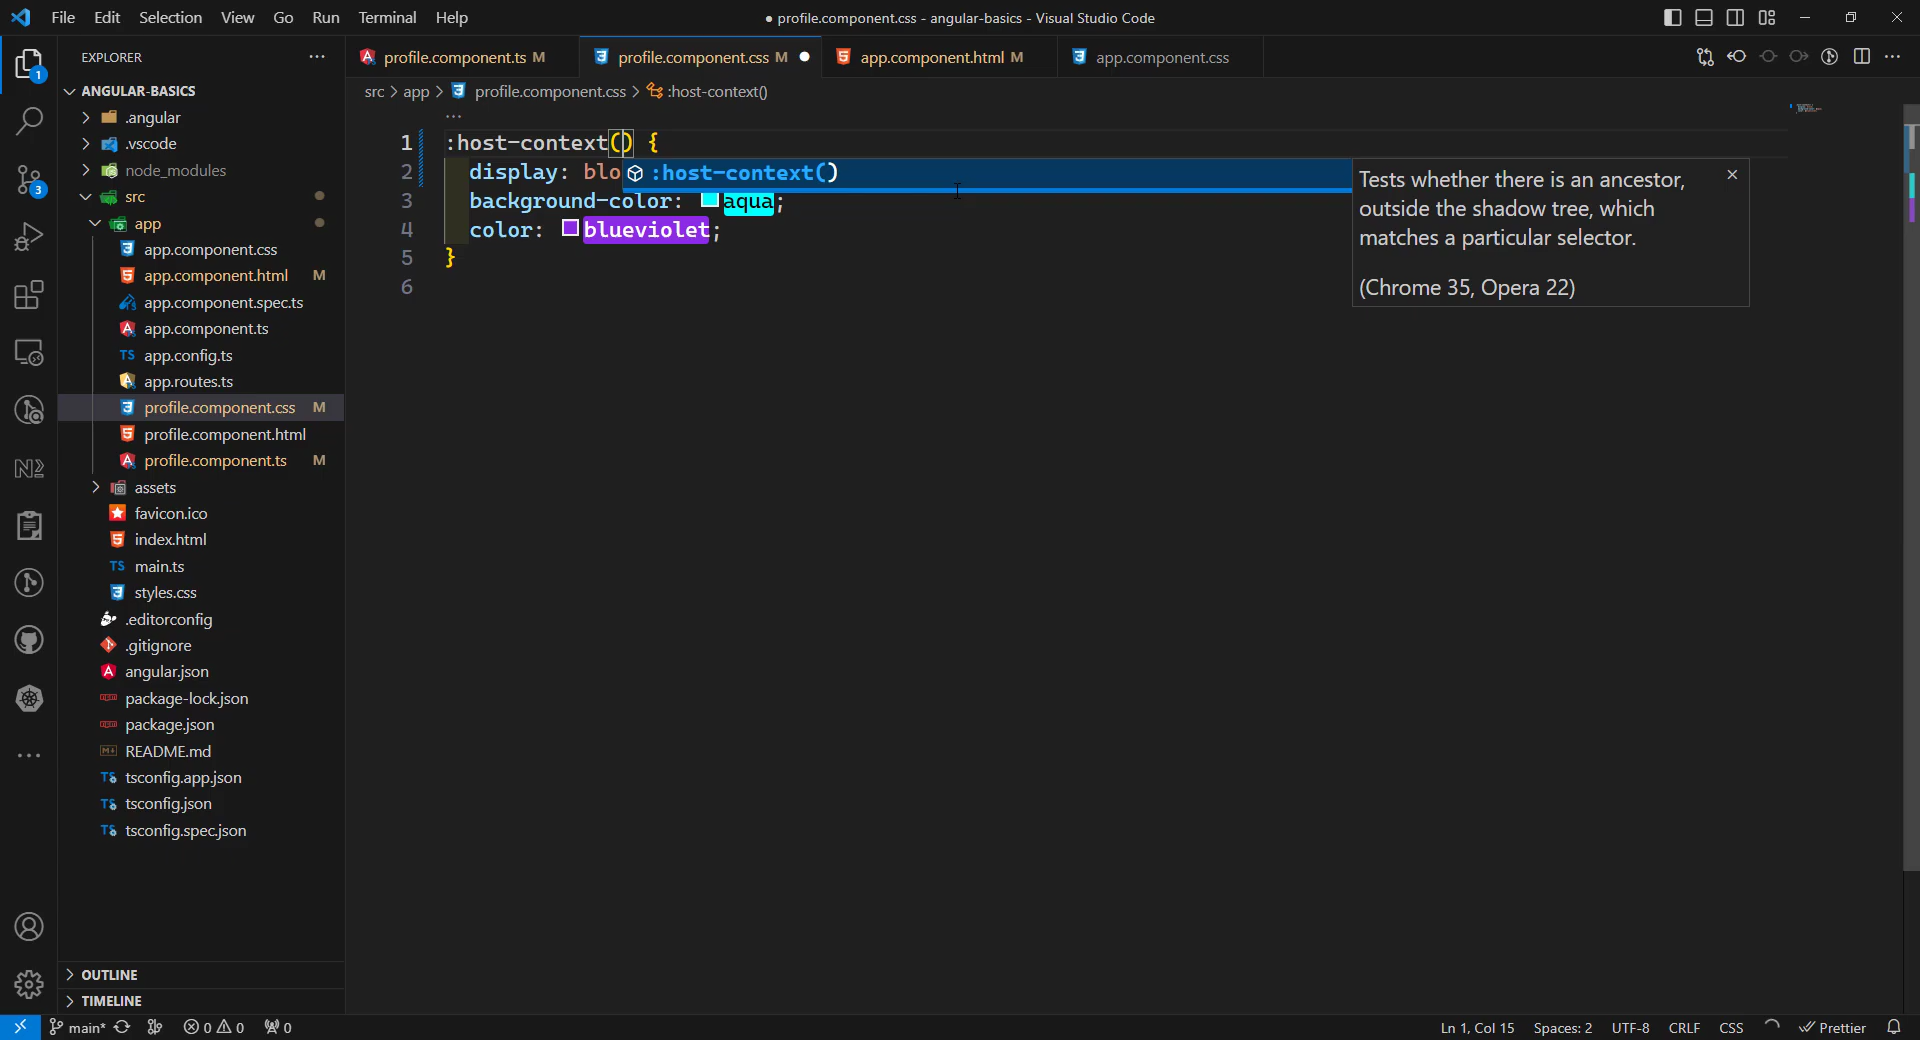 File Edit Selection View Go Run Terminal Help
● profile.component.css - angular-basics - Visual Studio Code
EXPLORER
ANGULAR-BASICS
.angular
.vscode
node_modules
src
app
app.component.css
app.component.html M
app.component.spec.ts
app.component.ts
TS app.config.ts
app.routes.ts
profile.component.css M
profile.component.html
profile.component.ts M
assets
favicon.ico
index.html
TS main.ts
styles.css
.editorconfig
.gitignore
angular.json
package-lock.json
package.json
README.md
TS tsconfig.app.json
TS tsconfig.json
TS tsconfig.spec.json
OUTLINE
TIMELINE
1
3
profile.component.ts M
profile.component.css M
app.component.html M
app.component.css
src > app > profile.component.css > :host-context()
1 :host-context() {
2 display: blo
3 background-color: aqua;
4 color: blueviolet;
5 }
6
:host-context()
Tests whether there is an ancestor,
outside the shadow tree, which
matches a particular selector.
(Chrome 35, Opera 22)
main* 0 0 0
Ln 1, Col 15 Spaces: 2 UTF-8 CRLF CSS Prettier